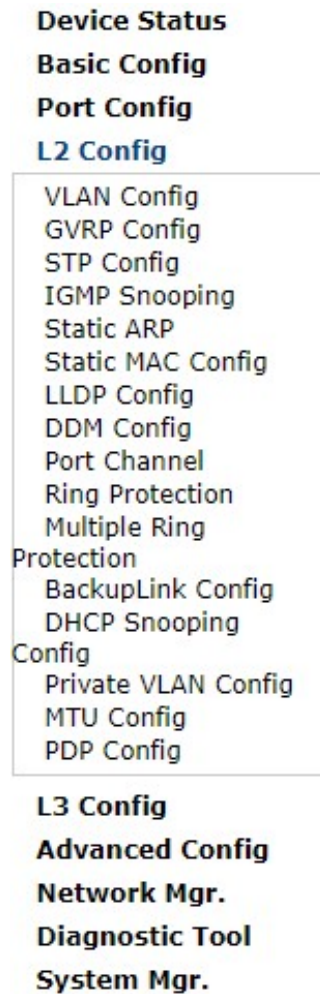 Device Status
Basic Config
Port Config
L2 Config
VLAN Config
GVRP Config
STP Config
IGMP Snooping
Static ARP
Static MAC Config
LLDP Config
DDM Config
Port Channel
Ring Protection
Multiple Ring
Protection
BackupLink Config
DHCP Snooping
Config
Private VLAN Config
MTU Config
PDP Config
L3 Config
Advanced Config
Network Mgr.
Diagnostic Tool
System Mgr.